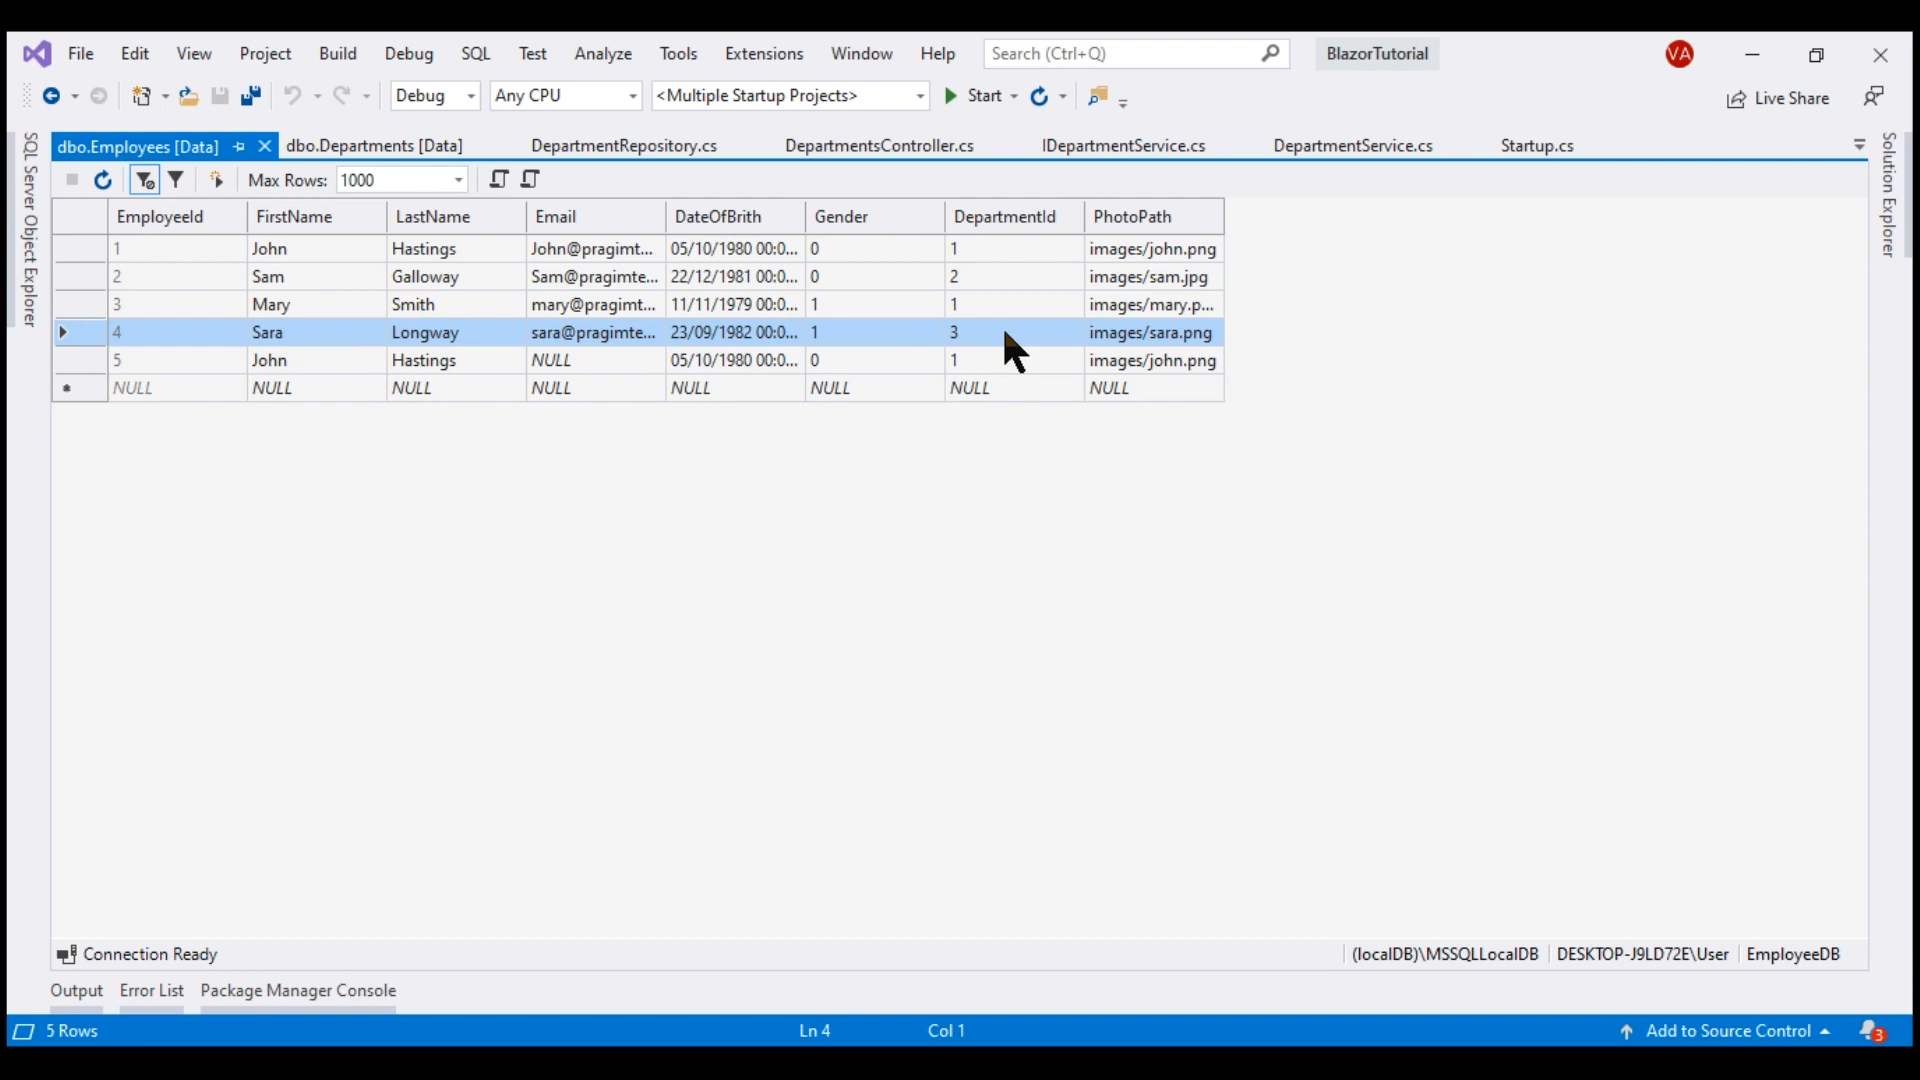 File Edit View Project Build Debug SQL Test Analyze Tools Extensions Window Help Search (Ctrl+Q) BlazorTutorial VA
Debug Any CPU <Multiple Startup Projects> Start Live Share
SQL Server Object Explorer
dbo.Employees [Data] dbo.Departments [Data] DepartmentRepository.cs DepartmentsController.cs IDepartmentService.cs DepartmentService.cs Startup.cs
Solution Explorer
Max Rows: 1000
EmployeeId FirstName LastName Email DateOfBrith Gender DepartmentId PhotoPath
1 John Hastings John@pragimt... 05/10/1980 00:0... 0 1 images/john.png
2 Sam Galloway Sam@pragimte... 22/12/1981 00:0... 0 2 images/sam.jpg
3 Mary Smith mary@pragimt... 11/11/1979 00:0... 1 1 images/mary.p...
4 Sara Longway sara@pragimte... 23/09/1982 00:0... 1 3 images/sara.png
5 John Hastings NULL 05/10/1980 00:0... 0 1 images/john.png
NULL NULL NULL NULL NULL NULL NULL NULL
Connection Ready (localDB)\MSSQLLocalDB DESKTOP-J9LD72E\User EmployeeDB
Output Error List Package Manager Console
5 Rows Ln 4 Col 1 Add to Source Control 3